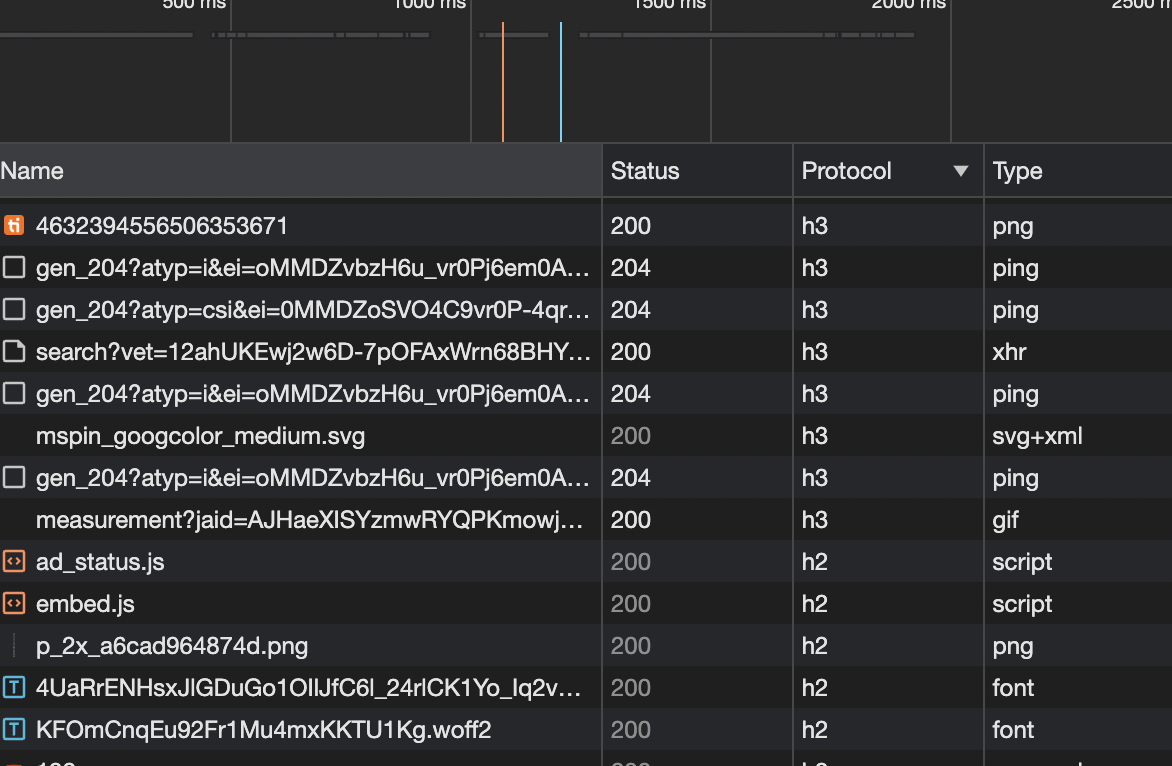 500 ms 1000 ms 1500 ms 2000 ms 2500
Name Status Protocol Type
ti 4632394556506353671 200 h3 png
gen_204?atyp=i&ei=oMMDZvbzH6u_vr0Pj6em0A... 204 h3 ping
gen_204?atyp=csi&ei=0MMDZoSVO4C9vr0P-4qr... 204 h3 ping
search?vet=12ahUKEwj2w6D-7pOFAxWrn68BHY... 200 h3 xhr
gen_204?atyp=i&ei=oMMDZvbzH6u_vr0Pj6em0A... 204 h3 ping
mspin_googcolor_medium.svg 200 h3 svg+xml
gen_204?atyp=i&ei=oMMDZvbzH6u_vr0Pj6em0A... 204 h3 ping
measurement?jaid=AJHaeXISYzmwRYQPKmowj... 200 h3 gif
ad_status.js 200 h2 script
embed.js 200 h2 script
p_2x_a6cad964874d.png 200 h2 png
T 4UaRrENHsxJlGDuGo1OIlJfC6l_24rlCK1Yo_Iq2v... 200 h2 font
T KFOmCnqEu92Fr1Mu4mxKKTU1Kg.woff2 200 h2 font